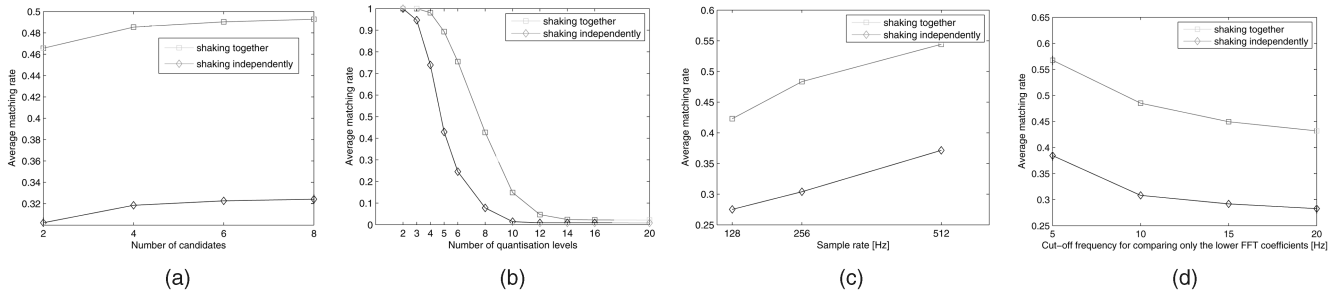 0.5
0.48
0.46
0.44
0.42
0.4
0.38
0.36
0.34
0.32
2
4
6
8
Average matching rate
Number of candidates
shaking together
shaking independently
(a)
1
0.9
0.8
0.7
0.6
0.5
0.4
0.3
0.2
0.1
0
2 3 4 5 6 8 10 12 14 16 20
Average matching rate
Number of quantisation levels
shaking together
shaking independently
(b)
0.6
0.55
0.5
0.45
0.4
0.35
0.3
0.25
128 256 512
Average matching rate
Sample rate [Hz]
shaking together
shaking independently
(c)
0.65
0.6
0.55
0.5
0.45
0.4
0.35
0.3
0.25
5 10 15 20
Average matching rate
Cut-off frequency for comparing only the lower FFT coefficients [Hz]
shaking together
shaking independently
(d)